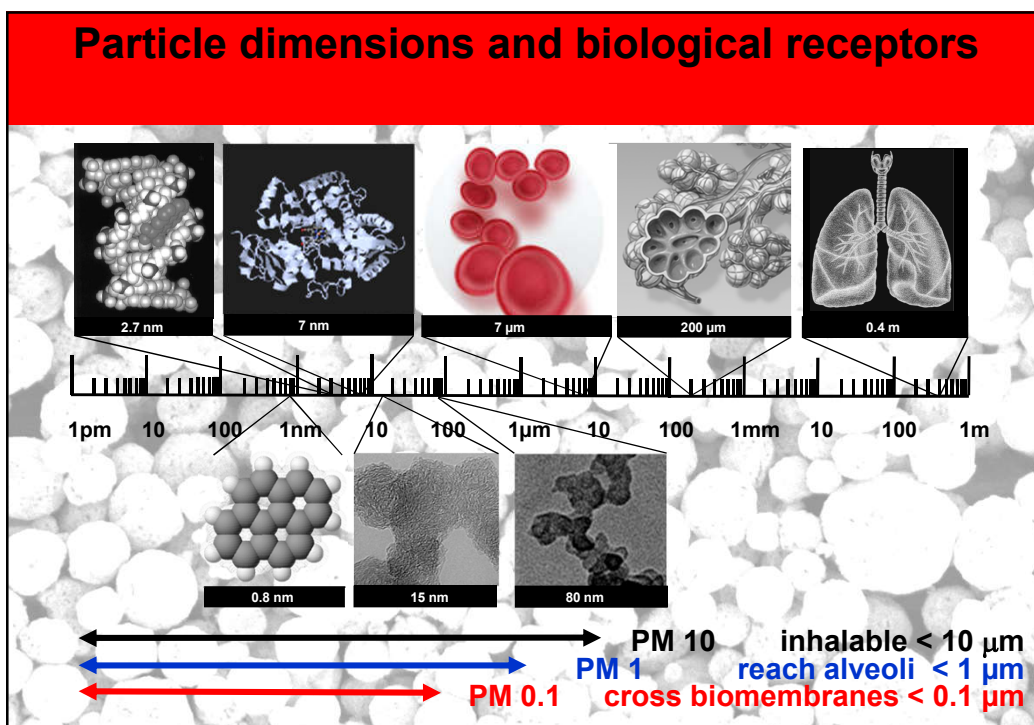 Particle dimensions and biological receptors
2.7 nm 7 nm 7 µm 200 µm 0.4 m
1pm 10 100 1nm 10 100 1µm 10 100 1mm 10 100 1m
0.8 nm 15 nm 80 nm
PM 10 inhalable < 10 µm
PM 1 reach alveoli < 1 µm
PM 0.1 cross biomembranes < 0.1 µm